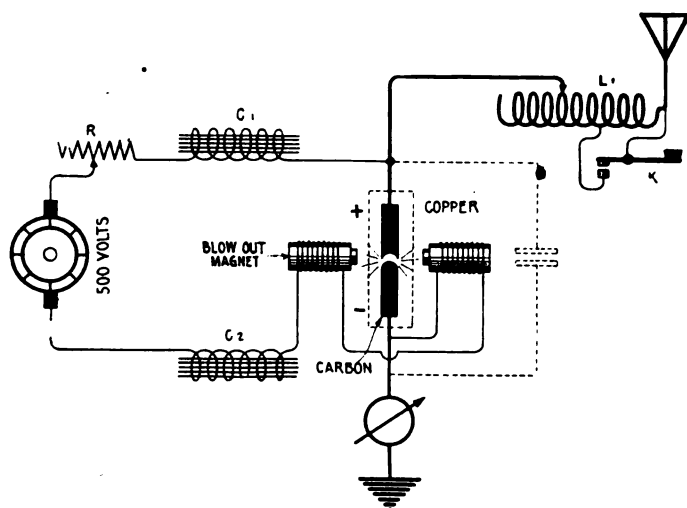 L1
C1
R
K
+
COPPER
500 VOLTS
BLOW OUT
MAGNET
-
C2
CARBON